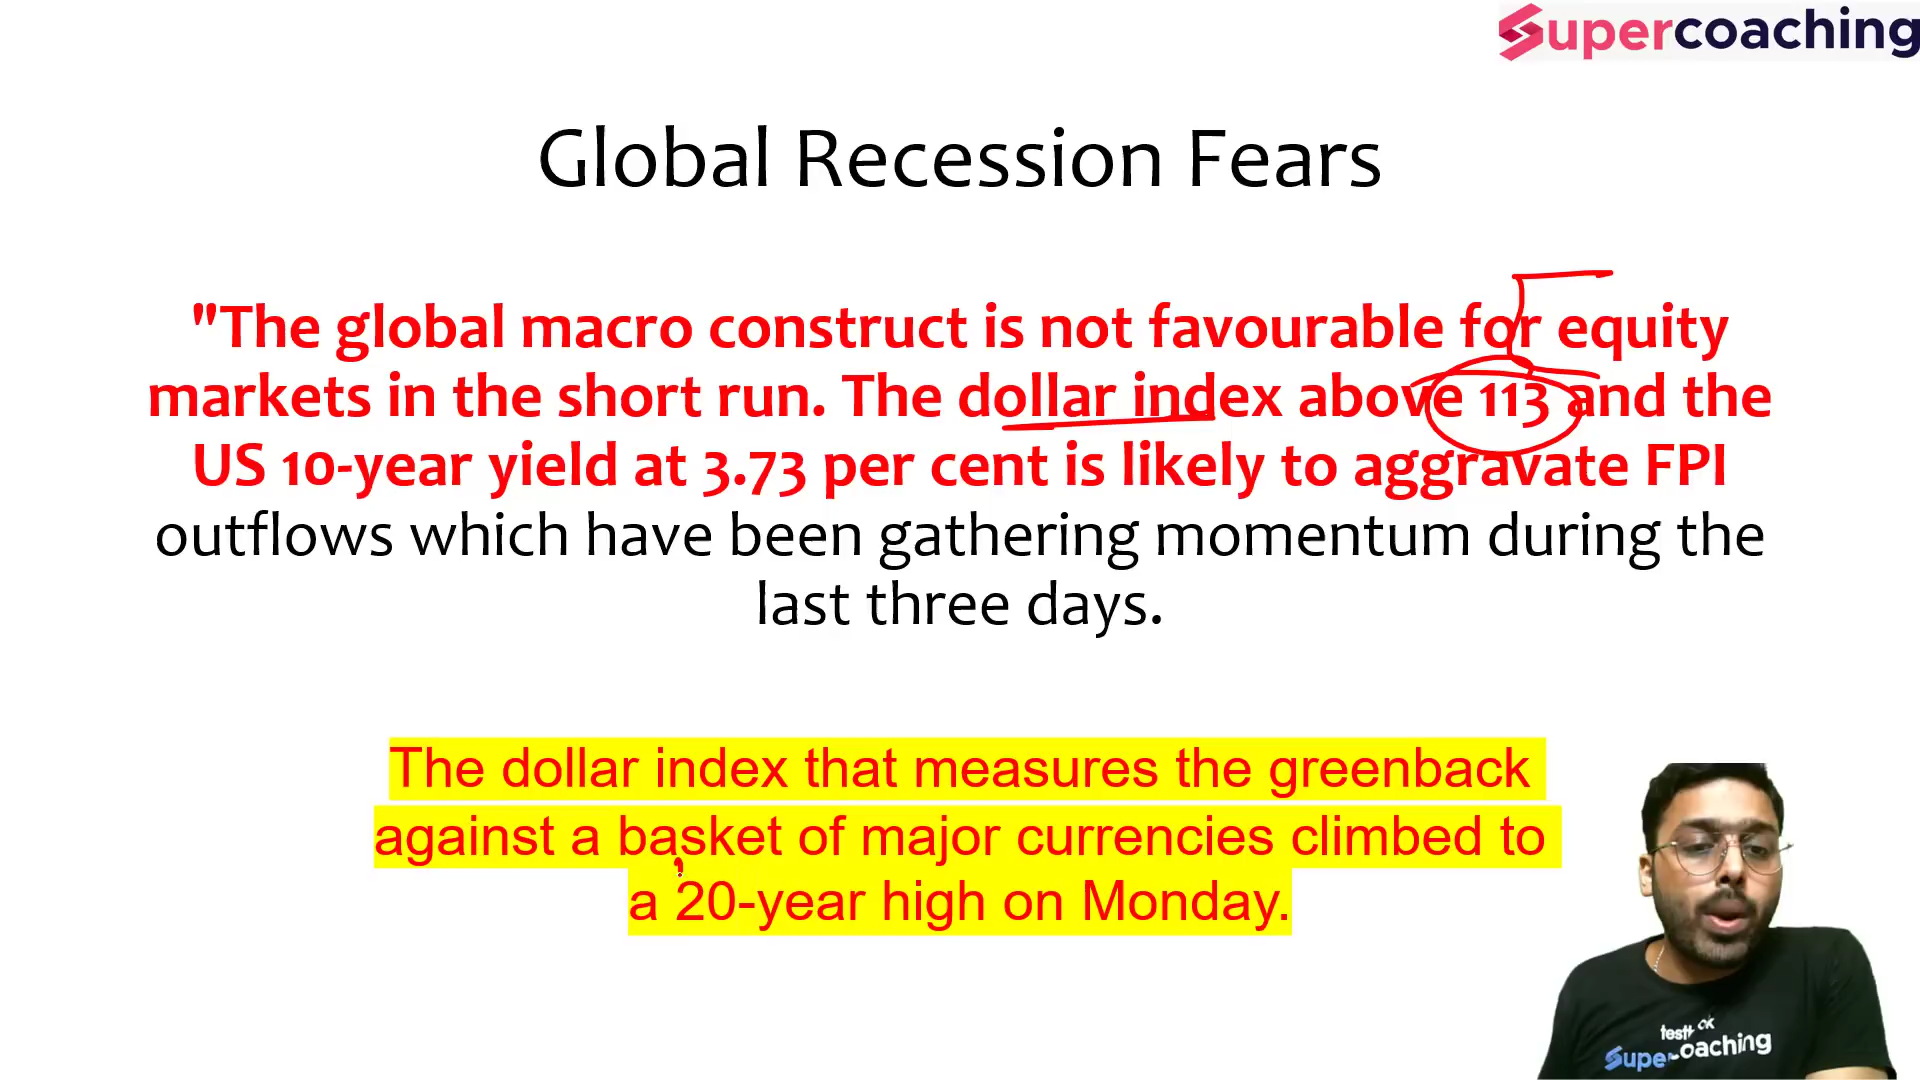 Supercoaching
Global Recession Fears
"The global macro construct is not favourable for equity
markets in the short run. The dollar index above 113 and the
US 10-year yield at 3.73 per cent is likely to aggravate FPI
outflows which have been gathering momentum during the
last three days.
The dollar index that measures the greenback
against a basket of major currencies climbed to
a 20-year high on Monday.